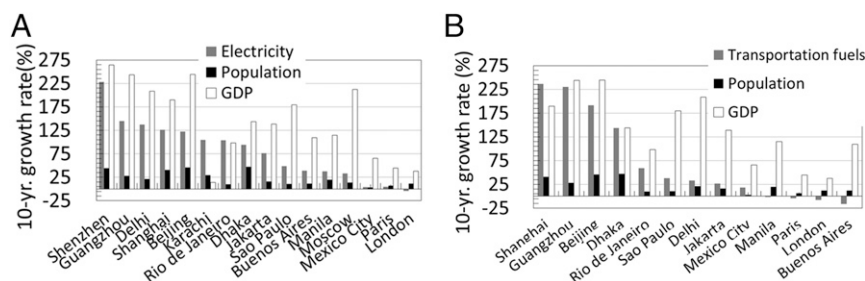 A
10-yr. growth rate(%)
275
225
175
125
75
25
-25
Electricity
Population
GDP
Shenzhen
Guangzhou
Delhi
Shanghai
Beijing
Karachi
Rio de Janeiro
Dhaka
Jakarta
Sao Paulo
Buenos Aires
Manila
Moscow
Mexico City
Paris
London
B
10-yr. growth rate (%)
275
225
175
125
75
25
-25
Transportation fuels
Population
GDP
Shanghai
Guangzhou
Beijing
Dhaka
Rio de Janeiro
Sao Paulo
Delhi
Jakarta
Mexico City
Manila
Paris
London
Buenos Aires